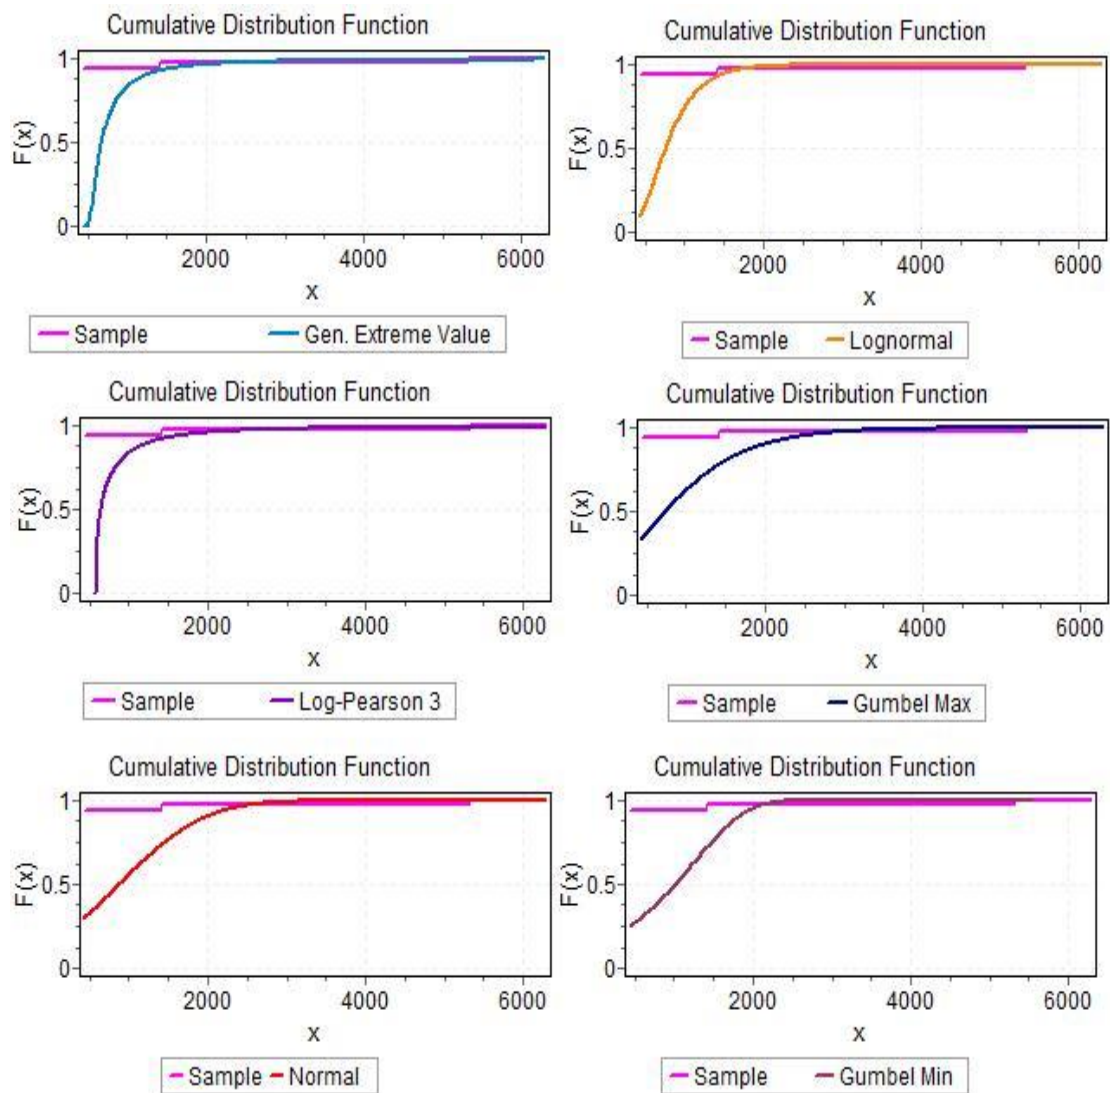 Cumulative Distribution Function
1
0.5
0
F(x)
2000 4000 6000
x
Sample Gen. Extreme Value
Cumulative Distribution Function
1
0.5
0
F(x)
2000 4000 6000
x
Sample Lognormal
Cumulative Distribution Function
1
0.5
0
F(x)
2000 4000 6000
x
Sample Log-Pearson 3
Cumulative Distribution Function
1
0.5
0
F(x)
2000 4000 6000
x
Sample Gumbel Max
Cumulative Distribution Function
1
0.5
0
F(x)
2000 4000 6000
x
Sample Normal
Cumulative Distribution Function
1
0.5
0
F(x)
2000 4000 6000
x
Sample Gumbel Min